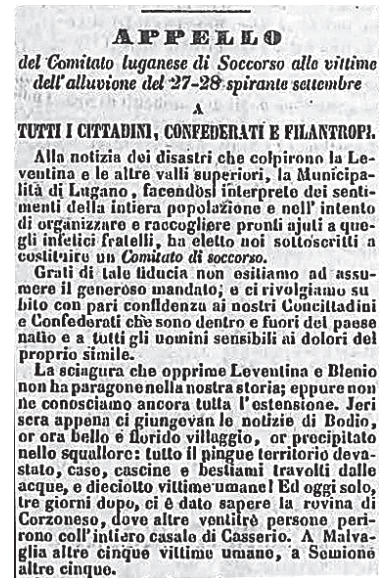 APPELLO
del Comitato luganese di Soccorso alle vittime
dell'alluvione del 27-28 spirante settembre
A
TUTTI I CITTADINI, CONFEDERATI E FILANTROPI.
Alla notizia dei disastri che colpirono la Le-
ventina e le altre valli superiori, la Municipa-
lità di Lugano, facendosi interprete dei senti-
menti della intiera popolazione e nell' intento
di organizzare e raccogliere pronti ajuti a que-
gli infelici fratelli, ha eletto noi sottoscritti a
costituire un Comitato di soccorso.
Grati di tale fiducia non esitiamo ad assu-
mere il generoso mandato; e ci rivolgiamo su-
bito con pari confidenza ai nostri Concittadini
e Confederati che sono dentro e fuori del paese
natio e a tutti gli uomini sensibili ai dolori del
proprio simile.
La sciagura che opprime Leventina e Blenio
non ha paragone nella nostra storia; eppure non
ne conosciamo ancora tutta l'estensione. Jeri
sera appena ci giungevan le notizie di Bodio,
or ora bello e florido villaggio, or precipitato
nello squallore: tutto il pingue territorio deva-
stato, case, cascine e bestiami travolti dalle
acque, e dieciotto vittime umane! Ed oggi solo,
tre giorni dopo, ci è dato sapere la rovina di
Corzoneso, dove altre ventitrè persone peri-
rono coll' intiero casale di Casserio. A Malva-
glia altre cinque vittime umane, a Semione
altre cinque.